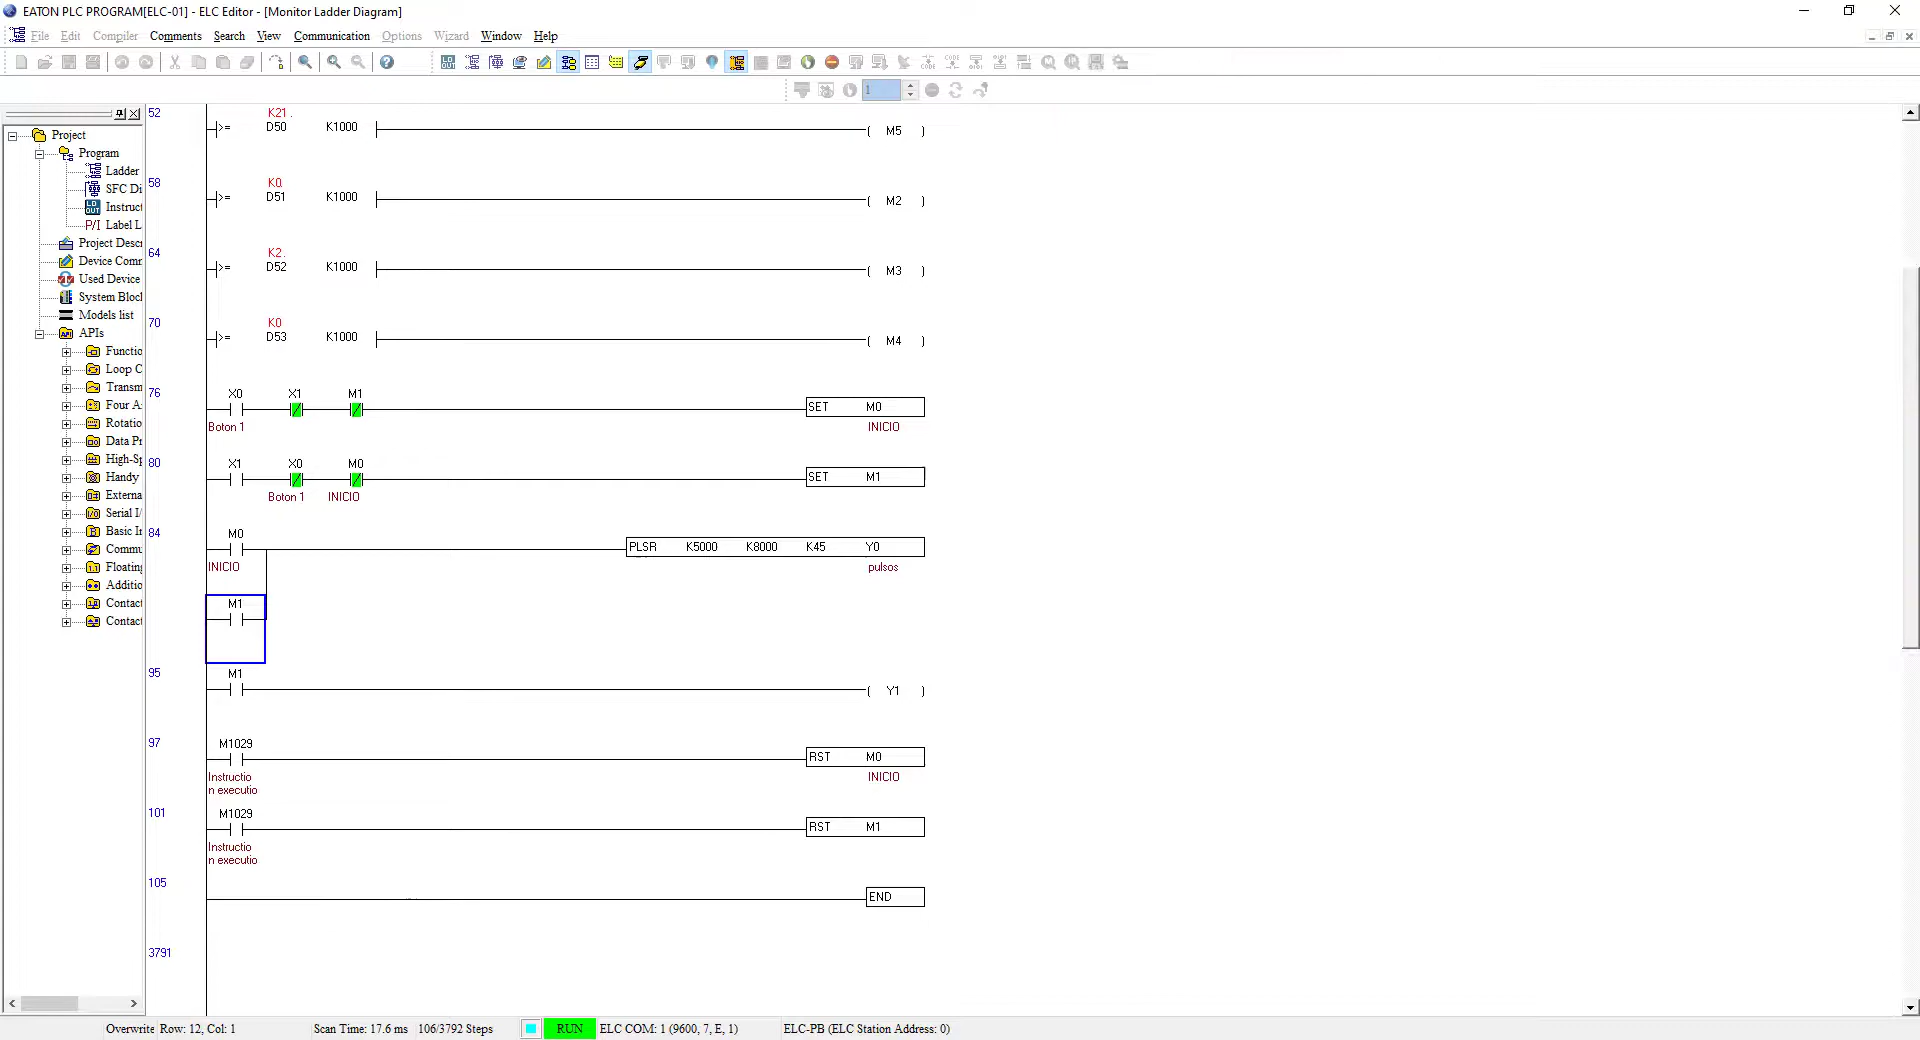 EATON PLC PROGRAM[ELC-01] - ELC Editor - [Monitor Ladder Diagram]
File Edit Compiler Comments Search View Communication Options Wizard Window Help
1
Project
Program
Ladder
SFC Di
Instruct
P/I Label L
Project Descr
Device Comm
Used Device
System Block
Models list
APIs
Functio
Loop C
Transm
Four A
Rotatio
Data Pr
High-Sp
Handy
Externa
Serial I/
Basic In
Commu
Floating
Additio
Contact
Contact
52
K21 .
>= D50 K1000 ( M5 )
58
K0.
>= D51 K1000 ( M2 )
64
K2.
>= D52 K1000 ( M3 )
70
K0
>= D53 K1000 ( M4 )
76
X0 X1 M1
SET M0
Boton 1 INICIO
80
X1 X0 M0
SET M1
Boton 1 INICIO
84
M0
PLSR K5000 K8000 K45 Y0
INICIO pulsos
M1
95
M1
( Y1 )
97
M1029
RST M0
Instructio INICIO
n executio
101
M1029
RST M1
Instructio
n executio
105
END
3791
Overwrite Row: 12, Col: 1 Scan Time: 17.6 ms 106/3792 Steps RUN ELC COM: 1 (9600, 7, E, 1) ELC-PB (ELC Station Address: 0)